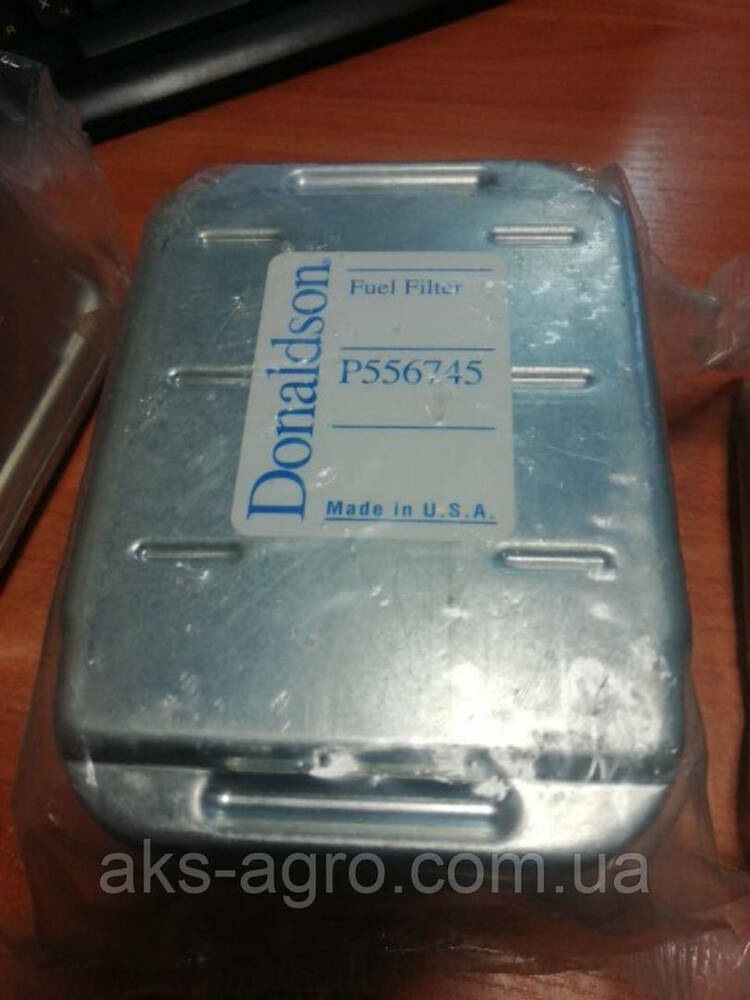 Donaldson®
Fuel Filter
P556745
Made in U.S.A.
aks-agro.com.ua